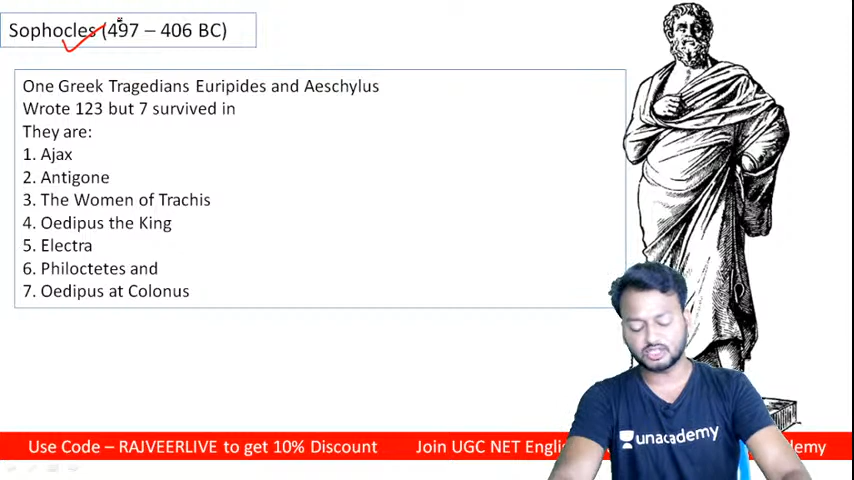 Sophocles (497 – 406 BC)
One Greek Tragedians Euripides and Aeschylus
Wrote 123 but 7 survived in
They are:
1. Ajax
2. Antigone
3. The Women of Trachis
4. Oedipus the King
5. Electra
6. Philoctetes and
7. Oedipus at Colonus
unacademy
Use Code – RAJVEERLIVE to get 10% Discount
Join UGC NET